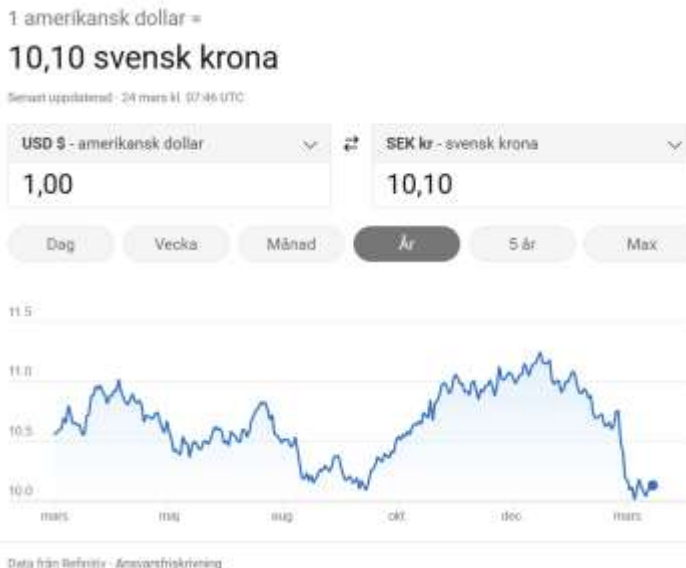 1 amerikansk dollar =
10,10 svensk krona
Senast uppdaterad · 24 mars kl. 07:46 UTC
USD $ - amerikansk dollar
SEK kr - svensk krona
1,00
10,10
Dag Vecka Månad År 5 år Max
11.5
11.0
10.5
10.0
mars maj aug okt dec mars
Data från Refinitiv · Ansvarsfriskrivning